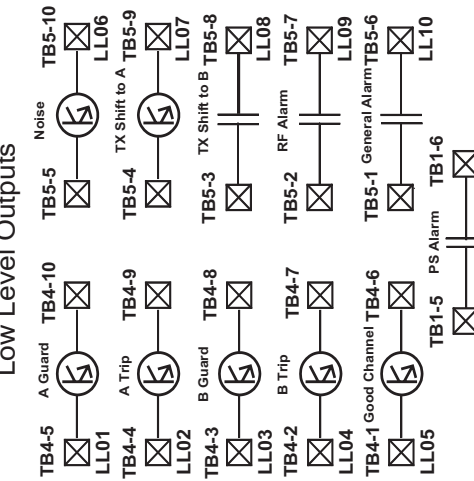 Low Level Outputs
TB4-5 A Guard TB4-10
LL01
TB4-4 A Trip TB4-9
LL02
TB4-3 B Guard TB4-8
LL03
TB4-2 B Trip TB4-7
LL04
TB4-1 Good Channel TB4-6
LL05
TB5-5 Noise TB5-10
LL06
TB5-4 TX Shift to A TB5-9
LL07
TB5-3 TX Shift to B TB5-8
LL08
TB5-2 RF Alarm TB5-7
LL09
TB5-1 General Alarm TB5-6
LL10
TB1-5 PS Alarm TB1-6